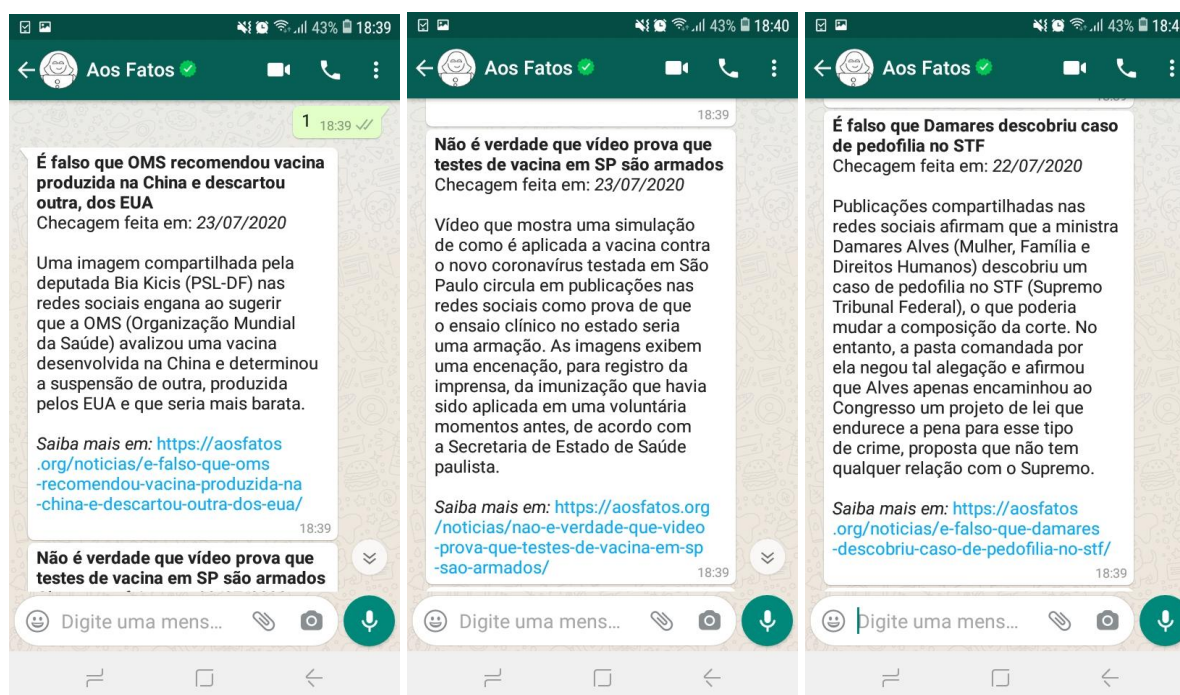 43% 18:39
Aos Fatos
1 18:39
É falso que OMS recomendou vacina
produzida na China e descartou
outra, dos EUA
Checagem feita em: 23/07/2020
Uma imagem compartilhada pela
deputada Bia Kicis (PSL-DF) nas
redes sociais engana ao sugerir
que a OMS (Organização Mundial
da Saúde) avalizou uma vacina
desenvolvida na China e determinou
a suspensão de outra, produzida
pelos EUA e que seria mais barata.
Saiba mais em: https://aosfatos
.org/noticias/e-falso-que-oms
-recomendou-vacina-produzida-na
-china-e-descartou-outra-dos-eua/
18:39
Não é verdade que vídeo prova que
testes de vacina em SP são armados
Digite uma mens...
43% 18:40
Aos Fatos
18:39
Não é verdade que vídeo prova que
testes de vacina em SP são armados
Checagem feita em: 23/07/2020
Vídeo que mostra uma simulação
de como é aplicada a vacina contra
o novo coronavírus testada em São
Paulo circula em publicações nas
redes sociais como prova de que
o ensaio clínico no estado seria
uma armação. As imagens exibem
uma encenação, para registro da
imprensa, da imunização que havia
sido aplicada em uma voluntária
momentos antes, de acordo com
a Secretaria de Estado de Saúde
paulista.
Saiba mais em: https://aosfatos.org
/noticias/nao-e-verdade-que-video
-prova-que-testes-de-vacina-em-sp
-sao-armados/
18:39
Digite uma mens...
43% 18:4
Aos Fatos
É falso que Damares descobriu caso
de pedofilia no STF
Checagem feita em: 22/07/2020
Publicações compartilhadas nas
redes sociais afirmam que a ministra
Damares Alves (Mulher, Família e
Direitos Humanos) descobriu um
caso de pedofilia no STF (Supremo
Tribunal Federal), o que poderia
mudar a composição da corte. No
entanto, a pasta comandada por
ela negou tal alegação e afirmou
que Alves apenas encaminhou ao
Congresso um projeto de lei que
endurece a pena para esse tipo
de crime, proposta que não tem
qualquer relação com o Supremo.
Saiba mais em: https://aosfatos
.org/noticias/e-falso-que-damares
-descobriu-caso-de-pedofilia-no-stf/
18:39
Digite uma mens...